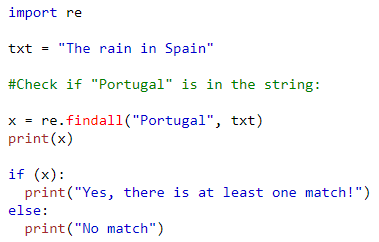 import re

txt = "The rain in Spain"

#Check if "Portugal" is in the string:

x = re.findall("Portugal", txt)
print(x)

if (x):
  print("Yes, there is at least one match!")
else:
  print("No match")